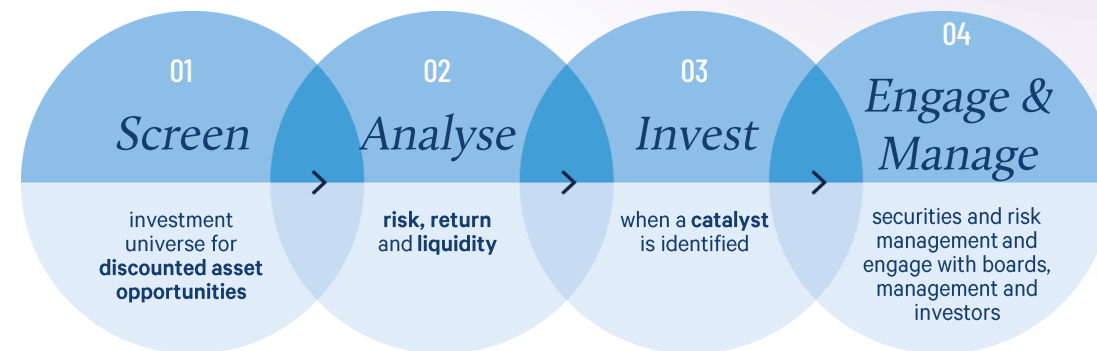 01
Screen
investment
universe for
discounted asset
opportunities
02
Analyse
risk, return
and liquidity
03
Invest
when a catalyst
is identified
04
Engage &
Manage
securities and risk
management and
engage with boards,
management and
investors